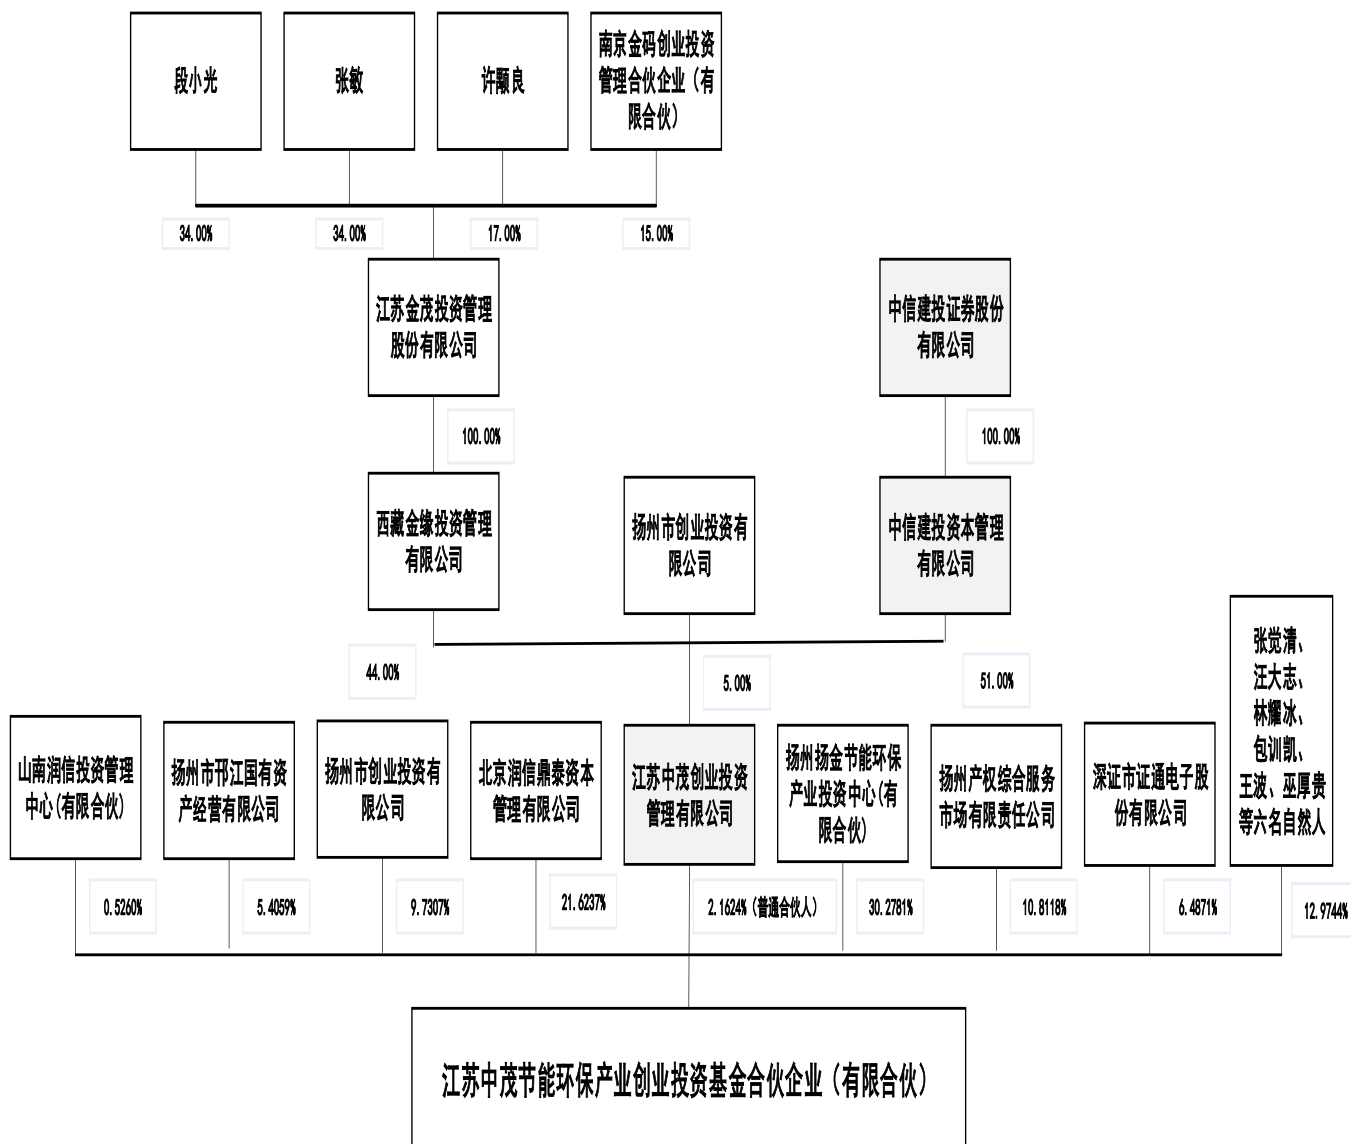 段小光
张敏
许颙良
南京金码创业投资
管理合伙企业（有
限合伙）
34.00%
34.00%
17.00%
15.00%
江苏金茂投资管理
股份有限公司
中信建投证券股份
有限公司
100.00%
100.00%
西藏金缘投资管理
有限公司
扬州市创业投资有
限公司
中信建投资本管理
有限公司
44.00%
5.00%
51.00%
山南润信投资管理
中心(有限合伙)
扬州市邗江国有资
产经营有限公司
扬州市创业投资有
限公司
北京润信鼎泰资本
管理有限公司
江苏中茂创业投资
管理有限公司
扬州扬金节能环保
产业投资中心(有
限合伙)
扬州产权综合服务
市场有限责任公司
深证市证通电子股
份有限公司
张觉清、
汪大志、
林耀冰、
包训凯、
王波、巫厚贵
等六名自然人
0.5260%
5.4059%
9.7307%
21.6237%
2.1624%（普通合伙人）
30.2781%
10.8118%
6.4871%
12.9744%
江苏中茂节能环保产业创业投资基金合伙企业（有限合伙）